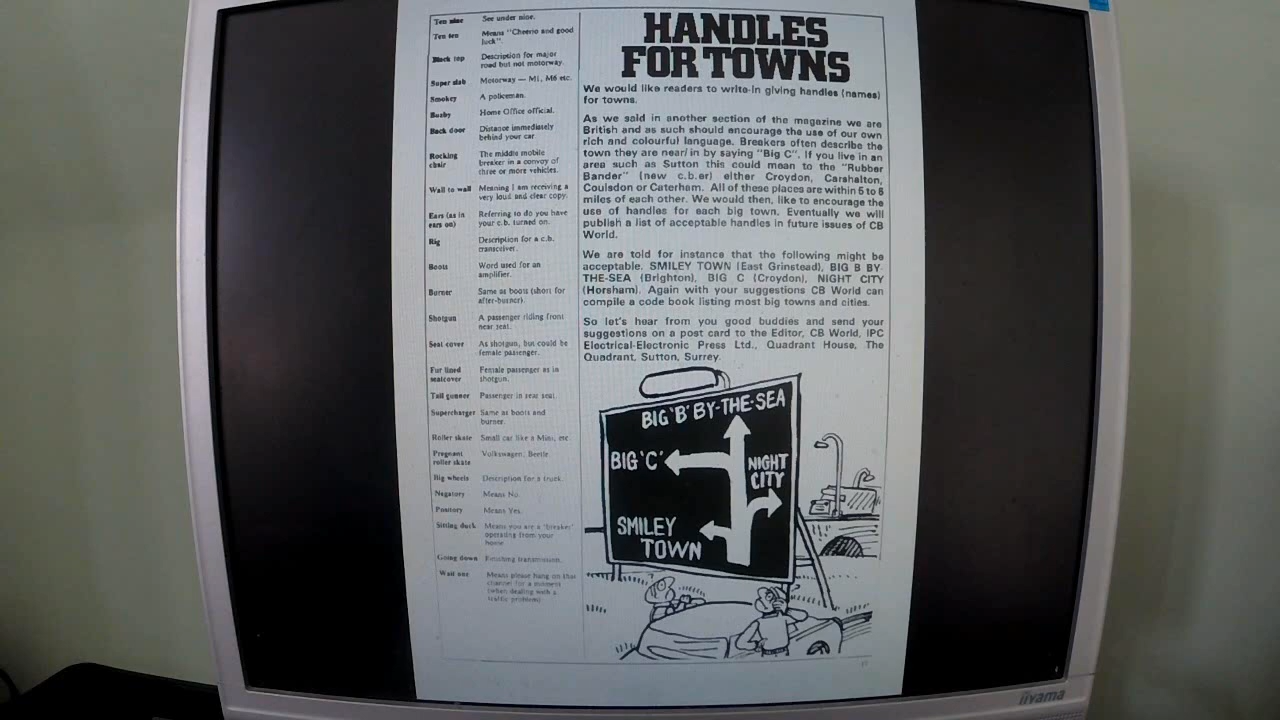 Ten nine See under nine.
Ten ten Means "Cheerio and good
luck".
Black top Description for major
road but not motorway.
Super slab Motorway — M1, M6 etc.
Smokey A policeman.
Buzby Home Office official.
Back door Distance immediately
behind your car.
Rocking The middle mobile
chair breaker in a convoy of
three or more vehicles.
Wall to wall Meaning I am receiving a
very loud and clear copy.
Ears (as in Referring to do you have
ears on) your c.b. turned on.
Rig Description for a c.b.
transceiver.
Boots Word used for an
amplifier.
Burner Same as boots (short for
after-burner).
Shotgun A passenger riding front
near seat.
Seat cover As shotgun, but could be
female passenger.
Fur lined Female passenger as in
seatcover shotgun.
Tail gunner Passenger in rear seat.
Supercharger Same as boots and
burner.
Roller skate Small car like a Mini, etc.
Pregnant Volkswagen, Beetle.
roller skate
Big wheels Description for a truck.
Negatory Means No.
Pository Means Yes.
Sitting duck Means you are a 'breaker'
operating from your
home
Going down Finishing transmission.
Wait one Means please hang on that
channel for a moment
(when dealing with a
traffic problem)
HANDLES
FOR TOWNS
We would like readers to write-in giving handles (names)
for towns.
As we said in another section of the magazine we are
British and as such should encourage the use of our own
rich and colourful language. Breakers often describe the
town they are near/in by saying "Big C". If you live in an
area such as Sutton this could mean to the "Rubber
Bander" (new c.b.er) either Croydon, Carshalton,
Coulsdon or Caterham. All of these places are within 5 to 6
miles of each other. We would then, like to encourage the
use of handles for each big town. Eventually we will
publish a list of acceptable handles in future issues of CB
World.
We are told for instance that the following might be
acceptable. SMILEY TOWN (East Grinstead), BIG B BY-
THE-SEA (Brighton), BIG C (Croydon), NIGHT CITY
(Horsham). Again with your suggestions CB World can
compile a code book listing most big towns and cities.
So let's hear from you good buddies and send your
suggestions on a post card to the Editor, CB World, IPC
Electrical-Electronic Press Ltd., Quadrant House, The
Quadrant, Sutton, Surrey.
BIG 'B' BY-THE-SEA
BIG 'C'
NIGHT
CITY
SMILEY
TOWN
iiyama